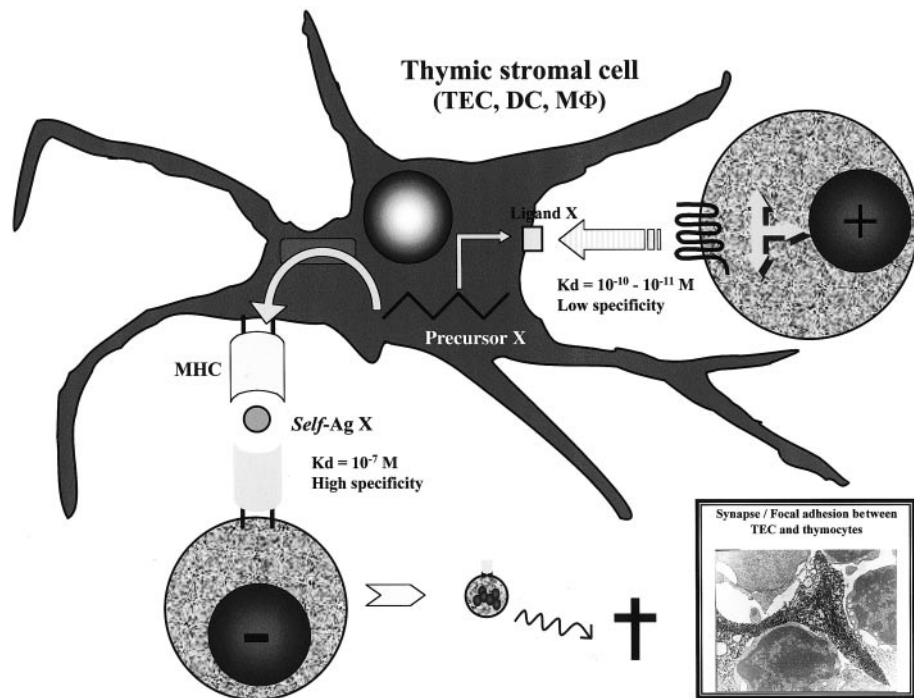 Thymic stromal cell
(TEC, DC, MΦ)
Ligand X
+
Kd = 10⁻¹⁰ - 10⁻¹¹ M
Low specificity
Precursor X
MHC
Self-Ag X
Kd = 10⁻⁷ M
High specificity
-
Synapse / Focal adhesion between
TEC and thymocytes